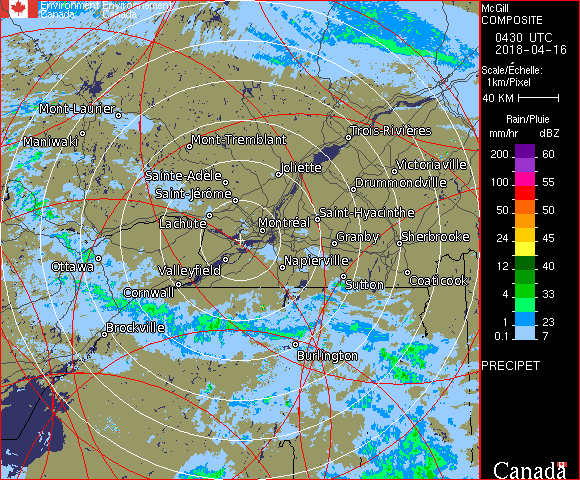 Environment Environnement
Canada Canada
Mont-Laurier
Maniwaki
Mont-Tremblant
Trois-Rivières
Joliette
Victoriaville
Sainte-Adèle
Drummondville
Saint-Jérôme
Lachute
Montréal
Saint-Hyacinthe
Granby
Sherbrooke
Ottawa
Valleyfield
Napierville
Cornwall
Sutton
Coaticook
Brockville
Burlington
McGill
COMPOSITE
0430 UTC
2018-04-16
Scale/Échelle:
1km/Pixel
40 KM
Rain/Pluie
mm/hr dBZ
200 60
100 55
50 50
24 45
12 40
4 33
1 23
0.1 7
PRECIPET
Canada